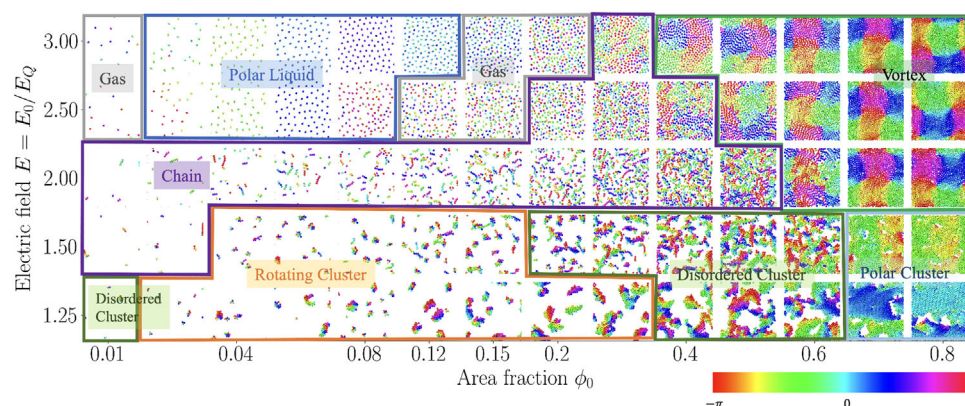 Electric field E = E₀/E_Q
3.00
2.50
2.00
1.50
1.25
Gas
Polar Liquid
Gas
Vortex
Chain
Rotating Cluster
Disordered Cluster
Polar Cluster
Disordered
Cluster
0.01
0.04
0.08
0.12
0.15
0.2
0.4
0.6
0.8
Area fraction ϕ₀
−π
0